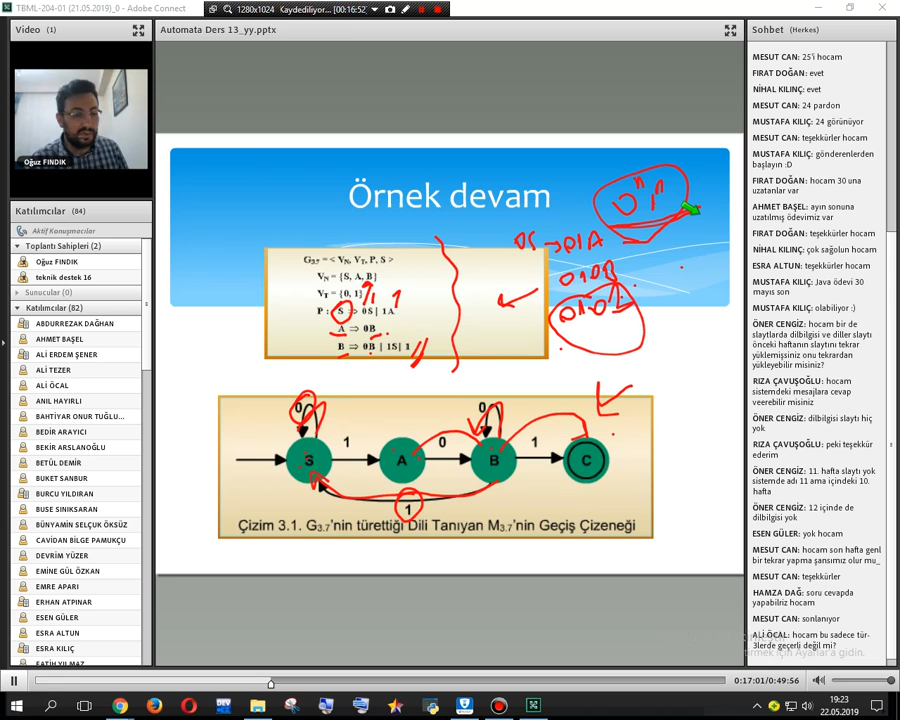 TBML-204-01 (21.05.2019)_0 - Adobe Connect
1280x1024 Kaydediliyor... [00:16:52]
Video (1)
Oğuz FINDIK
Katılımcılar (84)
Aktif Konuşmacılar
Toplantı Sahipleri (2)
Oğuz FINDIK
teknik destek 16
Sunucular (0)
Katılımcılar (82)
ABDURREZAK DAĞHAN
AHMET BAŞEL
ALİ ERDEM ŞENER
ALİ TEZER
ALİ ÖCAL
ANIL HAYIRLI
BAHTİYAR ONUR TUĞLU...
BEDİR ARAYICI
BEKİR ARSLANOĞLU
BETÜL DEMİR
BUKET SANSAR
BURCU YILDIRAN
BUSE SINIKSARAN
BÜNYAMİN SELÇUK ÖKSÜZ
CAVİDAN BİLGE PAMUKÇU
DEVRİM YÜZER
EMİNE GÜL ÖZKAN
EMRE APARI
ERHAN ATPINAR
ESEN GÜLER
ESRA ALTUN
ESRA KILIÇ
FATİH YILMAZ
Automata Ders 13_yy.pptx
Örnek devam
0ⁿ1ⁿ
G3.7 = < VN, VT, P, S >
VN = {S, A, B}
VT = {0, 1}
P : S ⇒ 0S| 1A
A ⇒ 0B
B ⇒ 0B | 1S| 1
0
1
0
0
1
S
A
B
C
1
Çizim 3.1. G3.7'nin türettiği Dili Tanıyan M3.7'nin Geçiş Çizeneği
Sohbet (Herkes)
MESUT CAN: 25'i hocam
FIRAT DOĞAN: evet
NİHAL KILINÇ: evet
MESUT CAN: 24 pardon
MUSTAFA KILIÇ: 24 görünüyor
MESUT CAN: teşekkürler hocam
MUSTAFA KILIÇ: gönderenlerden
başlayın :D
FIRAT DOĞAN: hocam 30 una
uzatanlar var
AHMET BAŞEL: ayın sonuna
uzatılmış ödevimiz var
FIRAT DOĞAN: teşekkürler hocam
NİHAL KILINÇ: çok sağolun hocam
ESRA ALTUN: teşekkürler hocam
MUSTAFA KILIÇ: Java ödevi 30
mayıs son
MUSTAFA KILIÇ: olabiliyor :)
ÖNER CENGİZ: hocam bir de
slaytlarda dilbilgisi ve diller slaytı
önceki haftanın slaytını tekrar
yüklemişsiniz onu tekrardan
yükleyebilir misiniz?
RIZA ÇAVUŞOĞLU: hocam
sistemdeki mesajlara cevap
veerebilir misiniz
ÖNER CENGİZ: dilbilgisi slaytı hiç
yok
RIZA ÇAVUŞOĞLU: peki teşekkür
ederim
ÖNER CENGİZ: 11. hafta slaytı yok
sistemde adı 11 ama içindeki 10.
hafta
ÖNER CENGİZ: 12 içinde de
dilbilgisi yok
ESEN GÜLER: yok hocam
MESUT CAN: hocam son hafta genl
bir tekrar yapma şansımız olur mu_
MESUT CAN: teşekkürler
HAMZA DAĞ: soru cevapda
yapabilriz hocam
MESUT CAN: sonlanıyor
ALİ ÖCAL: hocam bu sadece tür-
3lerde geçerli değil mi?
0:17:01/0:49:56
19:23
22.05.2019